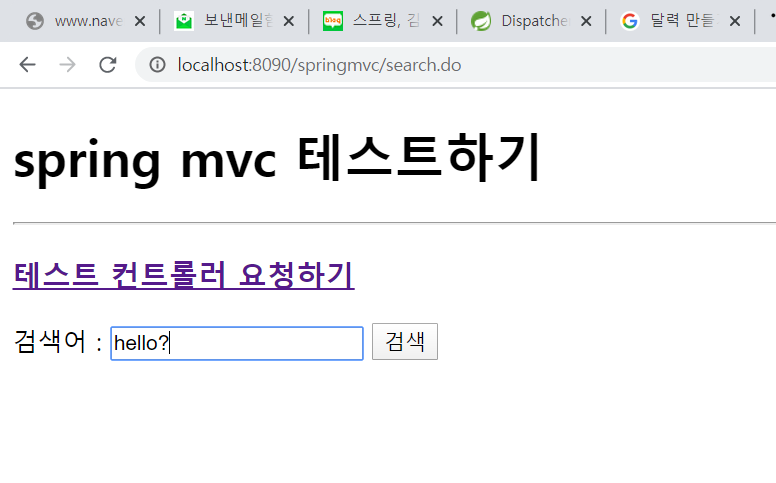 www.nave
보낸메일함
blog
스프링, 김
Dispatche
달력 만들
localhost:8090/springmvc/search.do
spring mvc 테스트하기
테스트 컨트롤러 요청하기
검색어 : hello? 검색